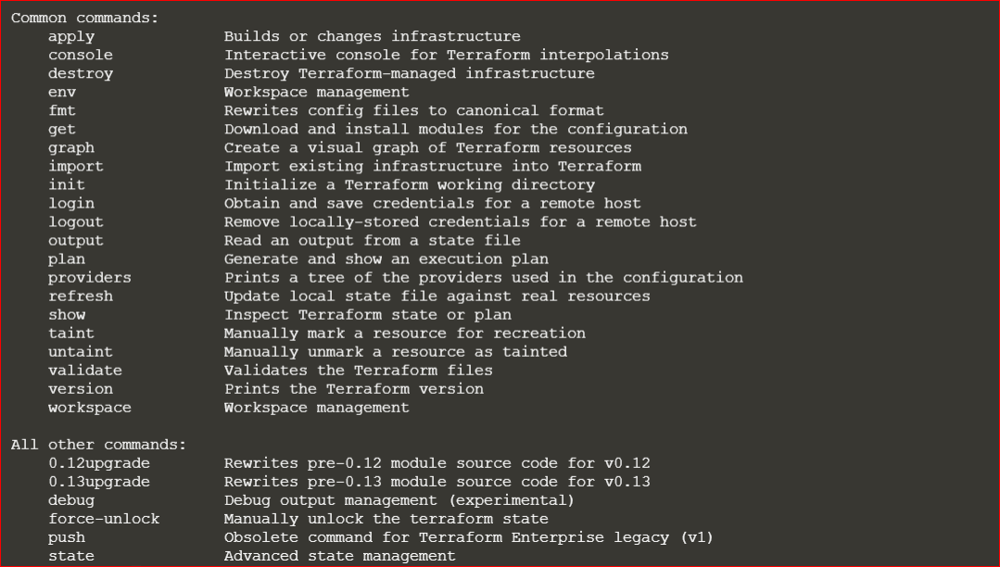 Common commands:
    apply              Builds or changes infrastructure
    console            Interactive console for Terraform interpolations
    destroy            Destroy Terraform-managed infrastructure
    env                Workspace management
    fmt                Rewrites config files to canonical format
    get                Download and install modules for the configuration
    graph              Create a visual graph of Terraform resources
    import             Import existing infrastructure into Terraform
    init               Initialize a Terraform working directory
    login              Obtain and save credentials for a remote host
    logout             Remove locally-stored credentials for a remote host
    output             Read an output from a state file
    plan               Generate and show an execution plan
    providers          Prints a tree of the providers used in the configuration
    refresh            Update local state file against real resources
    show               Inspect Terraform state or plan
    taint              Manually mark a resource for recreation
    untaint            Manually unmark a resource as tainted
    validate           Validates the Terraform files
    version            Prints the Terraform version
    workspace          Workspace management

All other commands:
    0.12upgrade        Rewrites pre-0.12 module source code for v0.12
    0.13upgrade        Rewrites pre-0.13 module source code for v0.13
    debug              Debug output management (experimental)
    force-unlock       Manually unlock the terraform state
    push               Obsolete command for Terraform Enterprise legacy (v1)
    state              Advanced state management